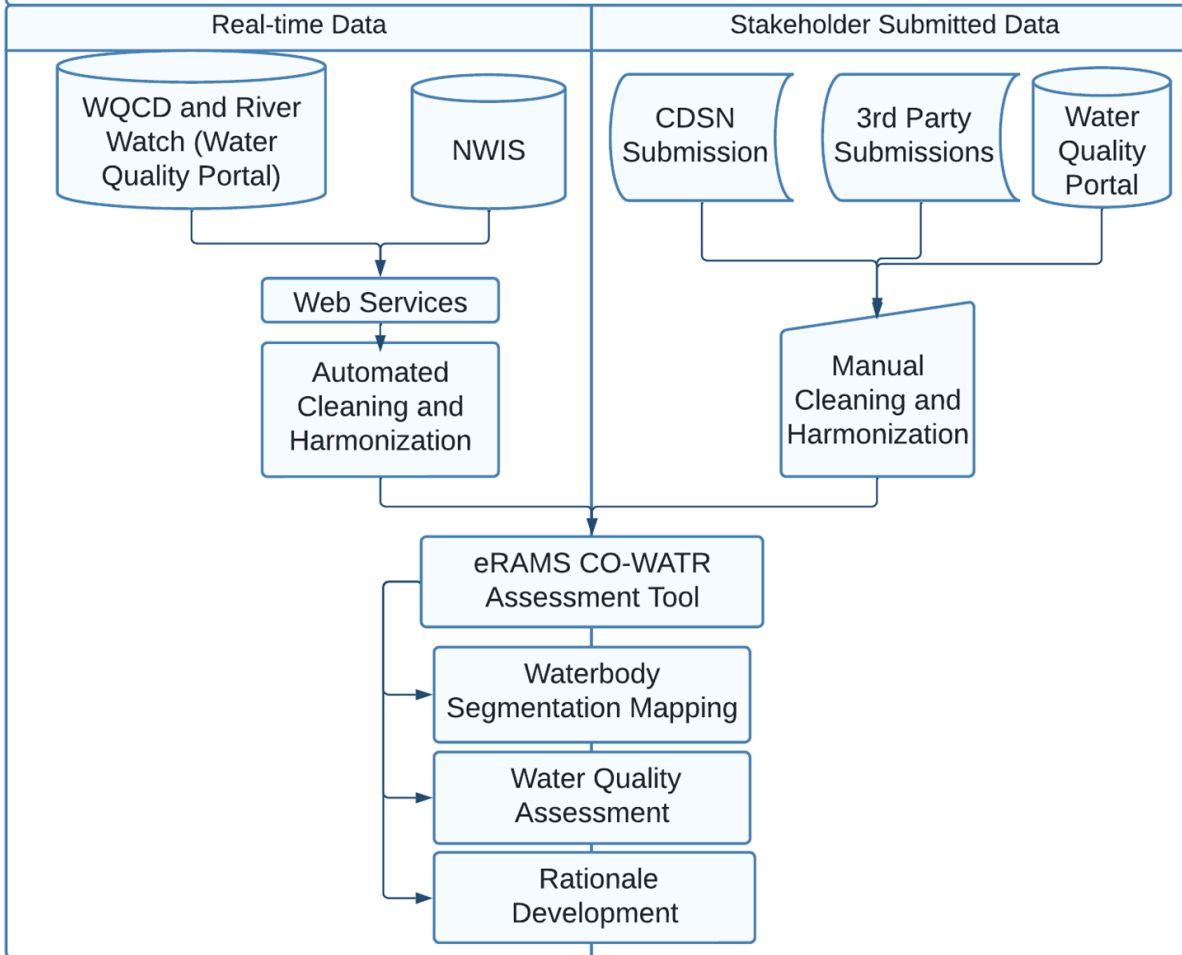 Real-time Data
Stakeholder Submitted Data
WQCD and River
Watch (Water
Quality Portal)
NWIS
CDSN
Submission
3rd Party
Submissions
Water
Quality
Portal
Web Services
Automated
Cleaning and
Harmonization
Manual
Cleaning and
Harmonization
eRAMS CO-WATR
Assessment Tool
Waterbody
Segmentation Mapping
Water Quality
Assessment
Rationale
Development